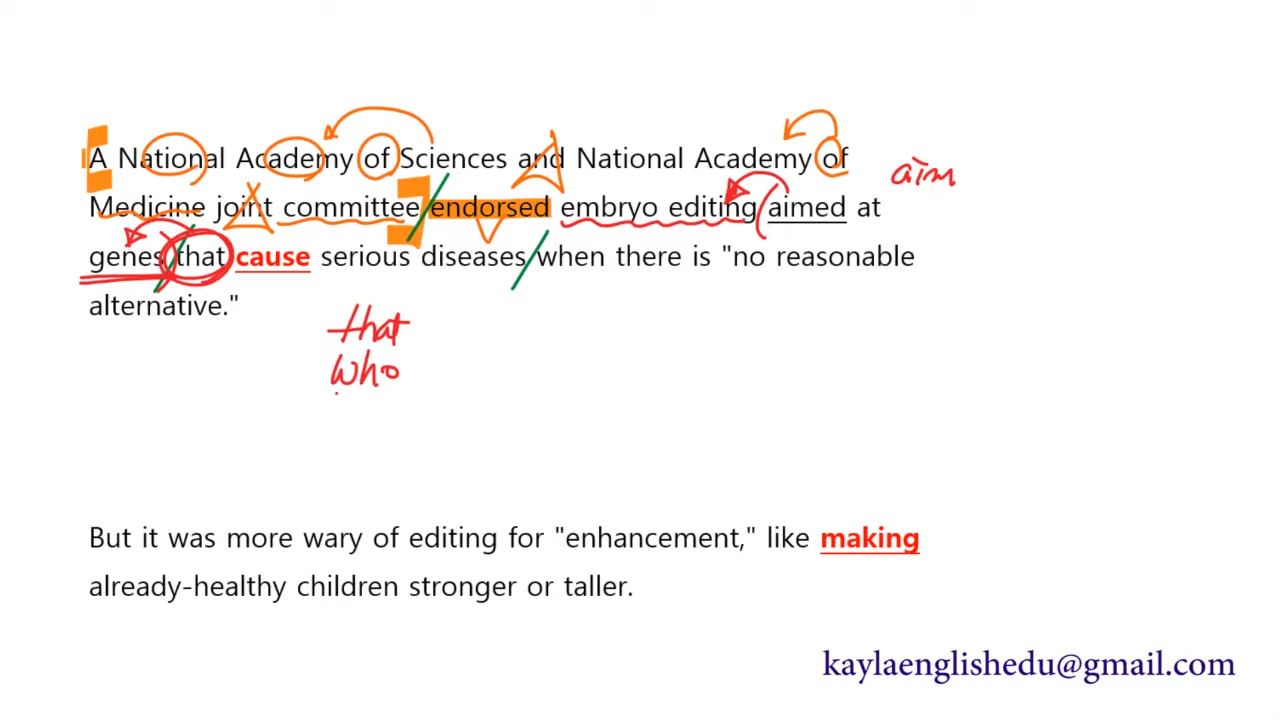 A National Academy of Sciences and National Academy of
aim
Medicine joint committee endorsed embryo editing aimed at
genes that cause serious diseases when there is "no reasonable
alternative."
that
who
But it was more wary of editing for "enhancement," like making
already-healthy children stronger or taller.
kaylaenglishedu@gmail.com